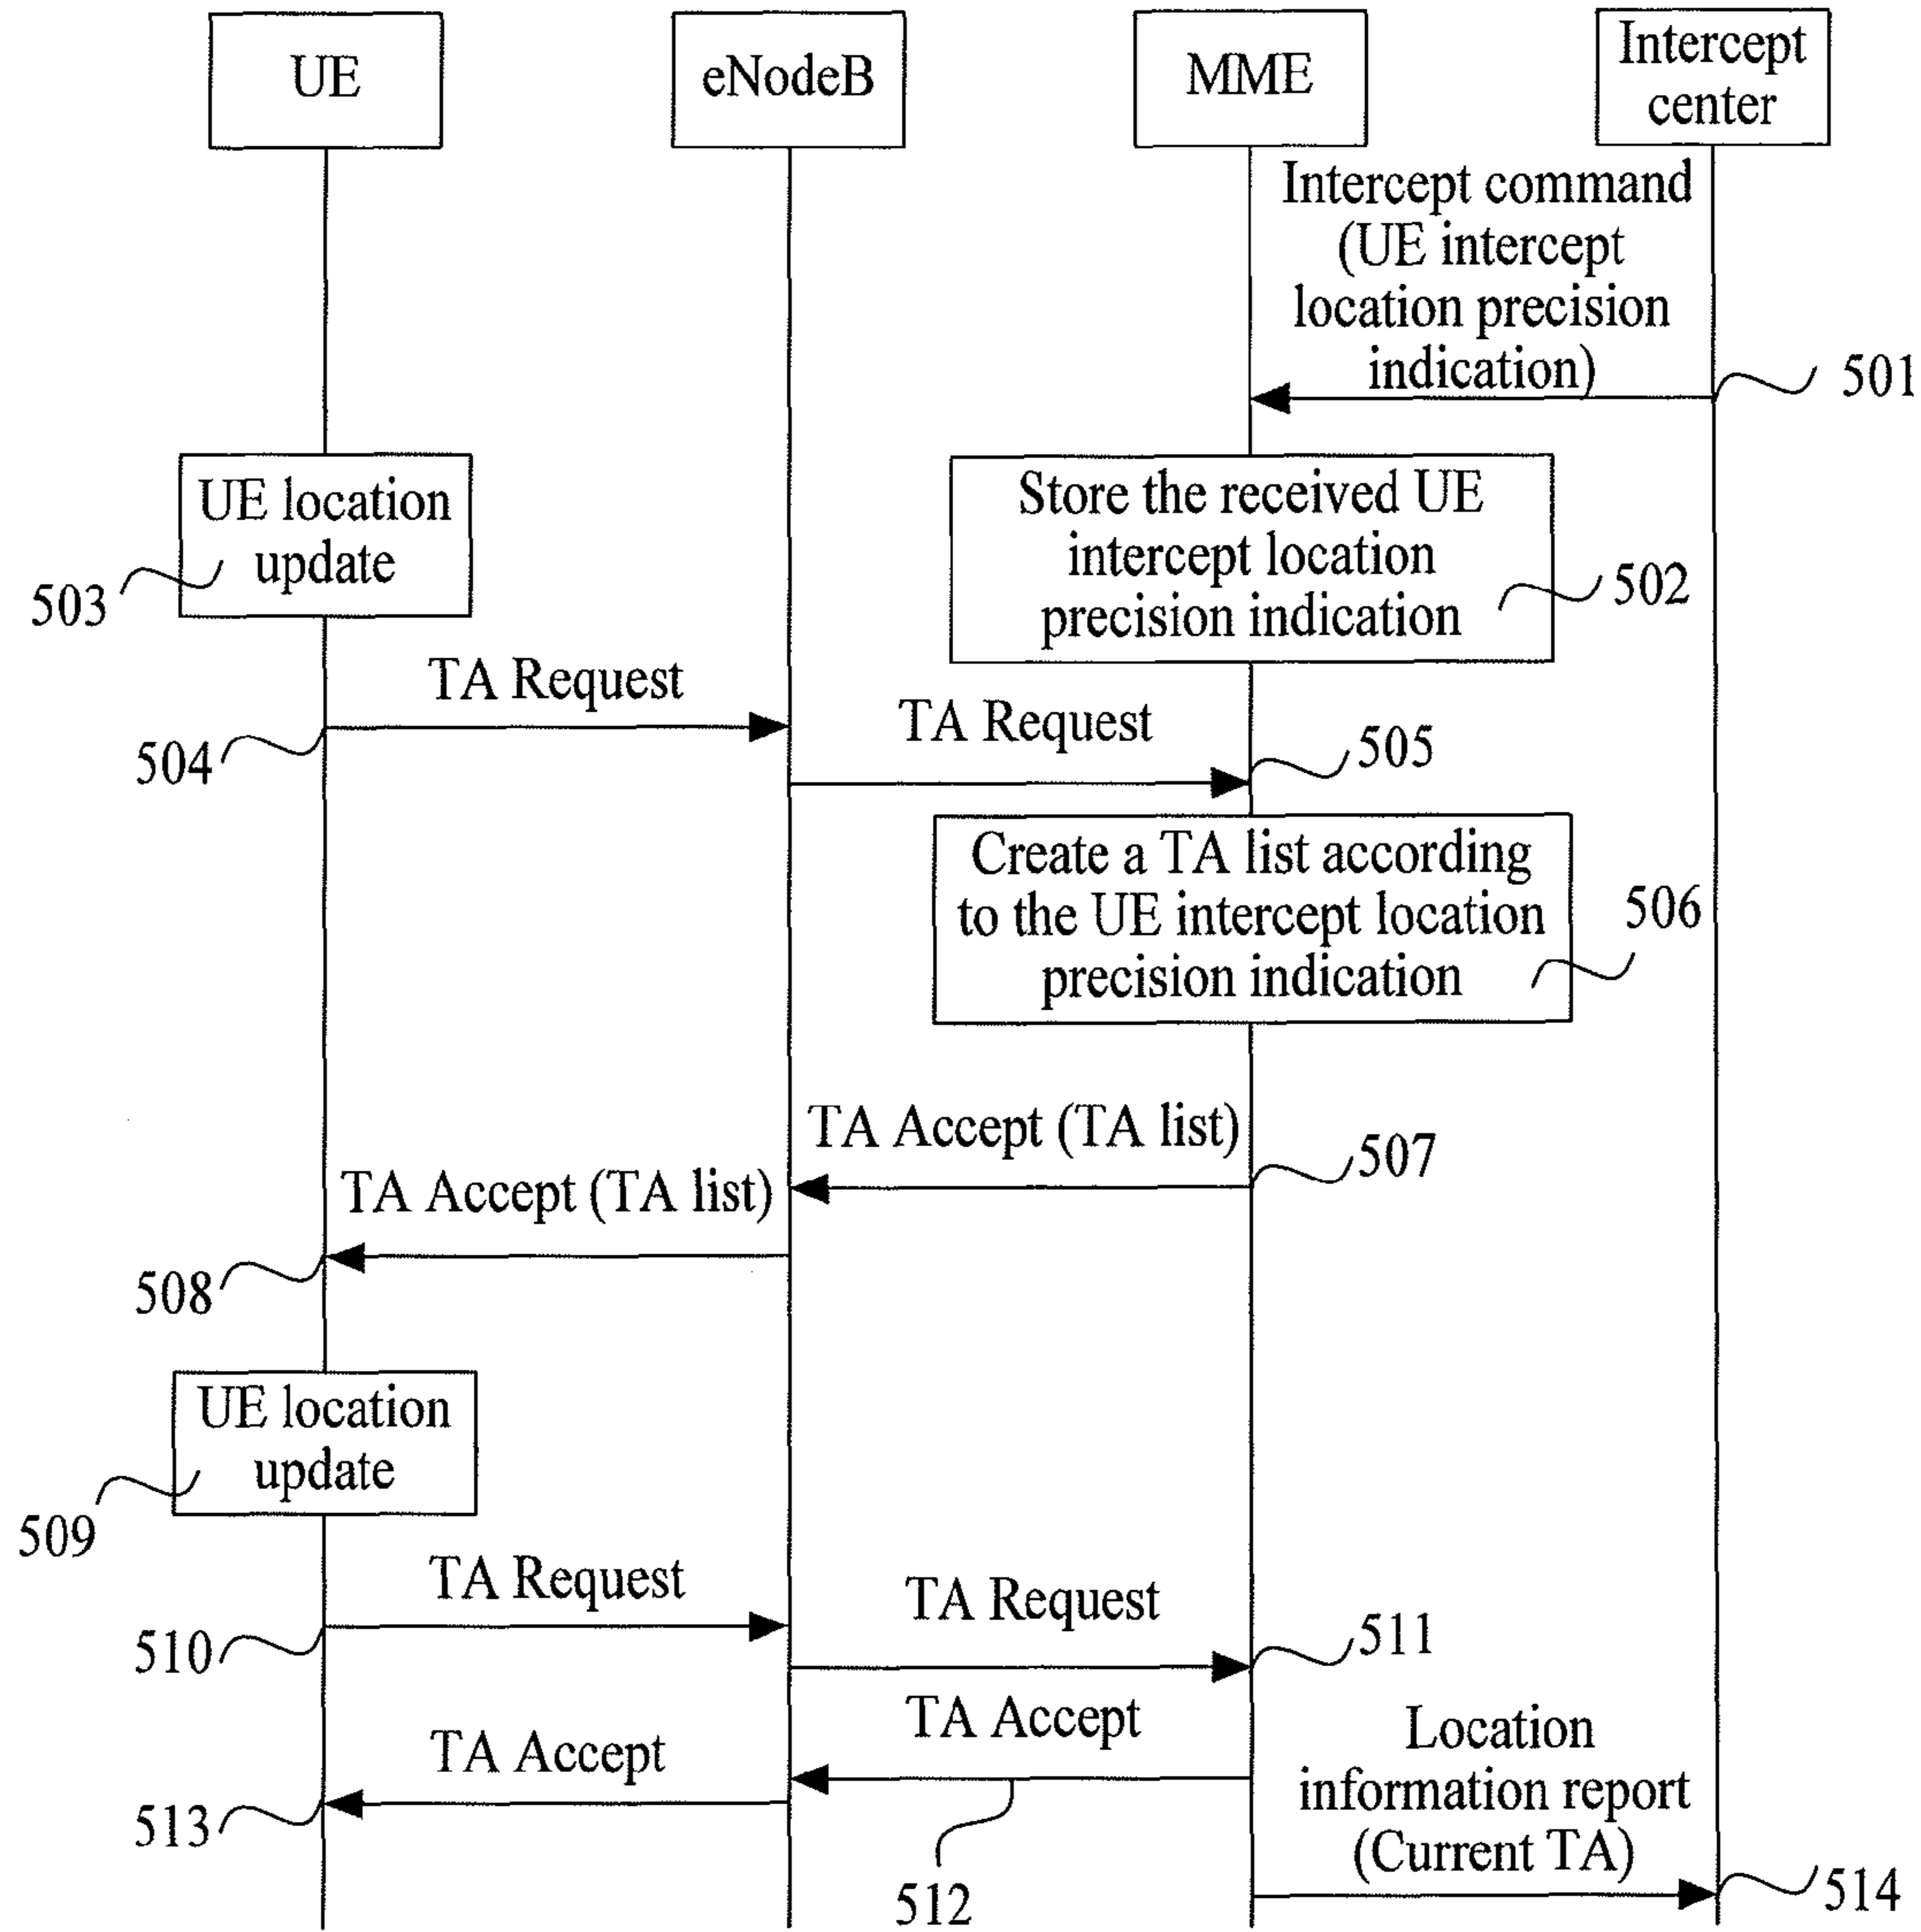 UE
eNodeB
MME
Intercept
center
Intercept command
(UE intercept
location precision
indication)
501
UE location
update
503
Store the received UE
intercept location
precision indication
502
TA Request
504
TA Request
505
Create a TA list according
to the UE intercept location
precision indication
506
TA Accept (TA list)
507
TA Accept (TA list)
508
UE location
update
509
TA Request
510
TA Request
511
TA Accept
512
TA Accept
513
Location
information report
(Current TA)
514